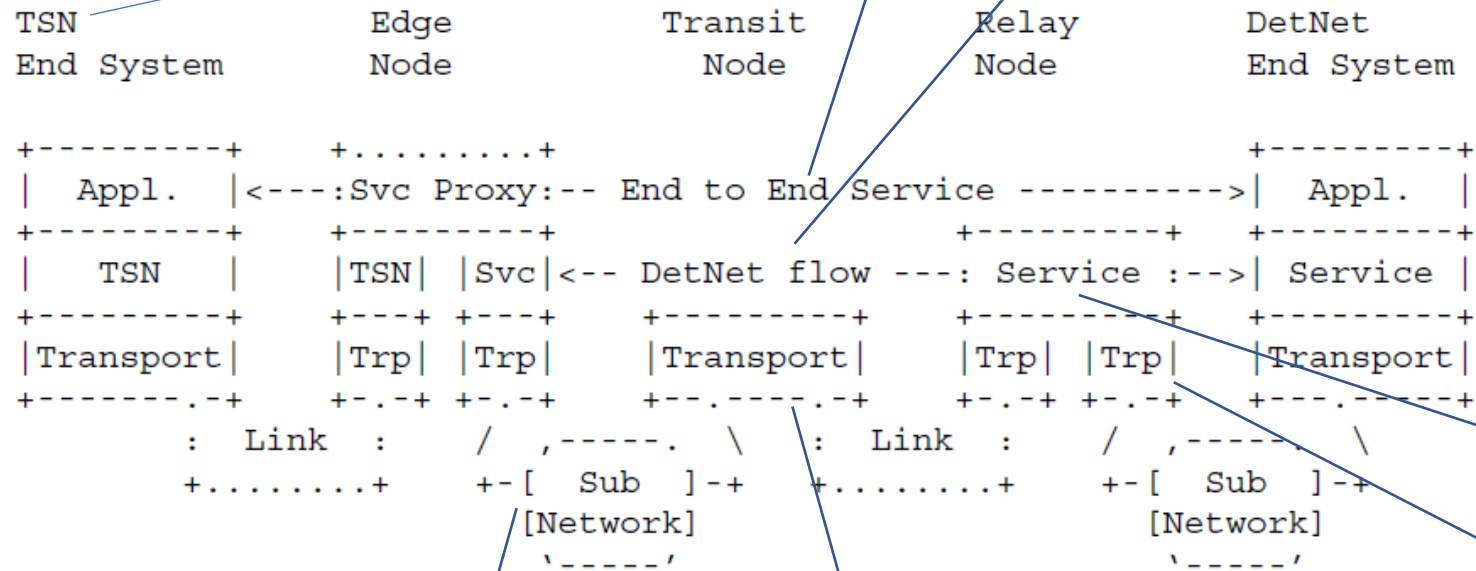 TSN                Edge            Transit           Relay           DetNet
End System         Node              Node            Node            End System

+---------+      +.........+                                         +---------+
|  Appl.  |<---:Svc Proxy:-- End to End Service ---------->|  Appl.  |
+---------+      +---------+                       +---------+     +---------+
|   TSN   |      |TSN| |Svc|<-- DetNet flow ---: Service :-->| Service |
+---------+      +---+ +---+      +---------+      +---------+     +---------+
|Transport|      |Trp| |Trp|      |Transport|      |Trp| |Trp|     |Transport|
+-------.-+      +-.-+ +-.-+      +--.----.-+      +-.-+ +-.-+     +---.-----+
: Link :      / ,-----. \    : Link :      / ,-----. \
+........+      +-[ Sub ]-+    +........+      +-[ Sub ]-+
[Network]                          [Network]
`-----'                            `-----'